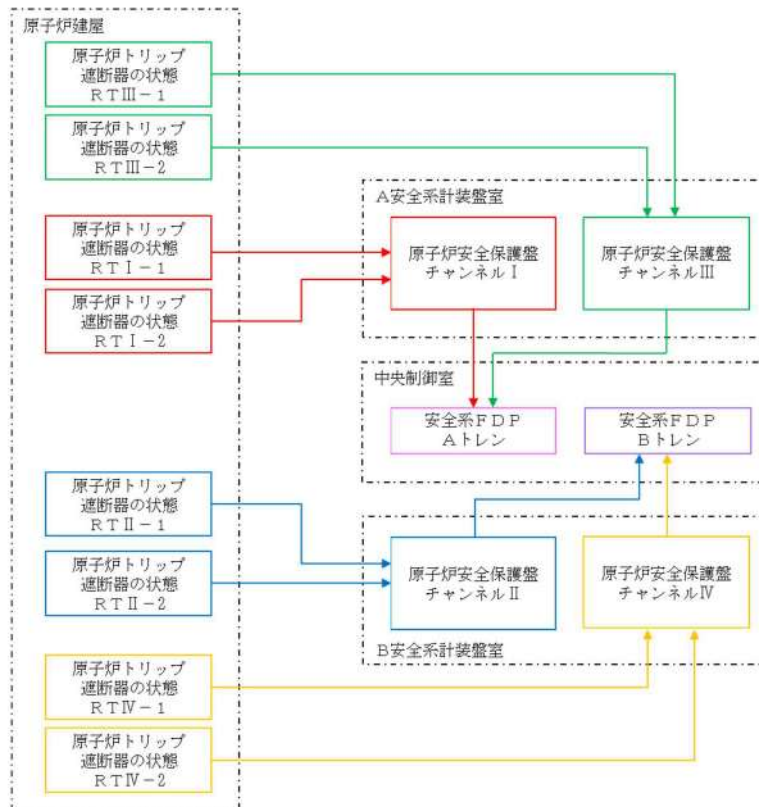 原子炉建屋
原子炉トリップ
遮断器の状態
ＲＴⅢ－１
原子炉トリップ
遮断器の状態
ＲＴⅢ－２
原子炉トリップ
遮断器の状態
ＲＴⅠ－１
原子炉トリップ
遮断器の状態
ＲＴⅠ－２
原子炉トリップ
遮断器の状態
ＲＴⅡ－１
原子炉トリップ
遮断器の状態
ＲＴⅡ－２
原子炉トリップ
遮断器の状態
ＲＴⅣ－１
原子炉トリップ
遮断器の状態
ＲＴⅣ－２
Ａ安全系計装盤室
原子炉安全保護盤
チャンネルⅠ
原子炉安全保護盤
チャンネルⅢ
中央制御室
安全系ＦＤＰ
Ａトレン
安全系ＦＤＰ
Ｂトレン
原子炉安全保護盤
チャンネルⅡ
原子炉安全保護盤
チャンネルⅣ
Ｂ安全系計装盤室